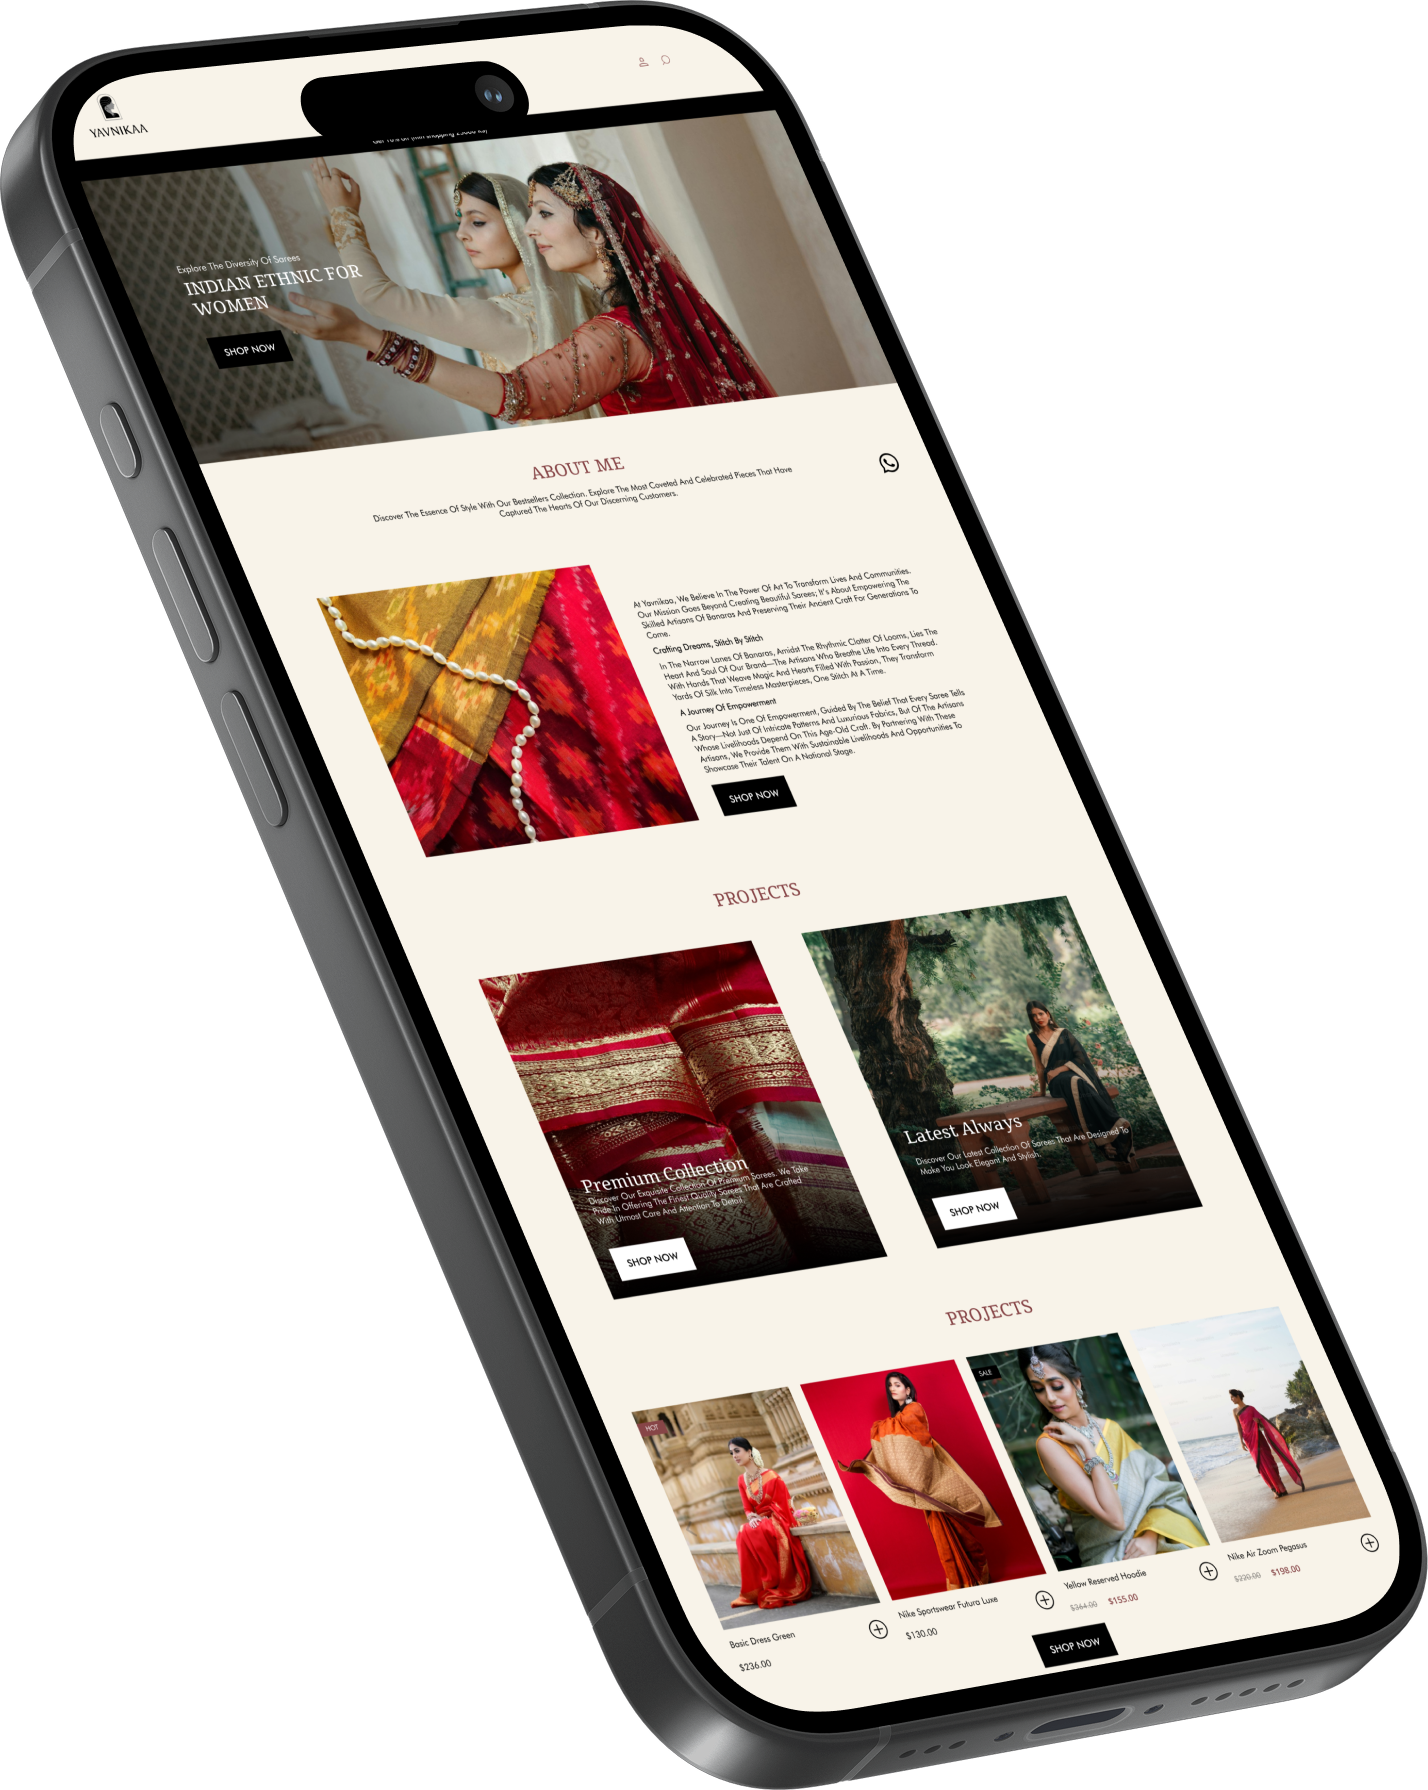 YAVNIKAA
Explore The Diversity Of Sarees
INDIAN ETHNIC FOR
WOMEN
SHOP NOW
ABOUT ME
Discover The Essence Of Style With Our Bestsellers Collection. Explore The Most Coveted And Celebrated Pieces That Have
Captured The Hearts Of Our Discerning Customers.
At Yavnikaa, We Believe In The Power Of Art To Transform Lives And Communities.
Our Mission Goes Beyond Creating Beautiful Sarees; It's About Empowering The
Skilled Artisans Of Banaras And Preserving Their Ancient Craft For Generations To
Come.
Crafting Dreams, Stitch By Stitch
In The Narrow Lanes Of Banaras, Amidst The Rhythmic Clatter Of Looms, Lies The
Heart And Soul Of Our Brand—The Artisans Who Breathe Life Into Every Thread.
With Hands That Weave Magic And Hearts Filled With Passion, They Transform
Yards Of Silk Into Timeless Masterpieces, One Stitch At A Time.
A Journey Of Empowerment
Our Journey Is One Of Empowerment, Guided By The Belief That Every Saree Tells
A Story—Not Just Of Intricate Patterns And Luxurious Fabrics, But Of The Artisans
Whose Livelihoods Depend On This Age-Old Craft. By Partnering With These
Artisans, We Provide Them With Sustainable Livelihoods And Opportunities To
Showcase Their Talent On A National Stage.
SHOP NOW
PROJECTS
Premium Collection
Discover Our Exquisite Collection Of Premium Sarees. We Take
Pride In Offering The Finest Quality Sarees That Are Crafted
With Utmost Care And Attention To Detail.
SHOP NOW
Latest Always
Discover Our Latest Collection Of Sarees That Are Designed To
Make You Look Elegant And Stylish.
SHOP NOW
PROJECTS
HOT
Basic Dress Green
$236.00
Nike Sportswear Futura Luxe
$130.00
SALE
Yellow Reserved Hoodie
$364.00 $155.00
Nike Air Zoom Pegasus
$220.00 $198.00
SHOP NOW